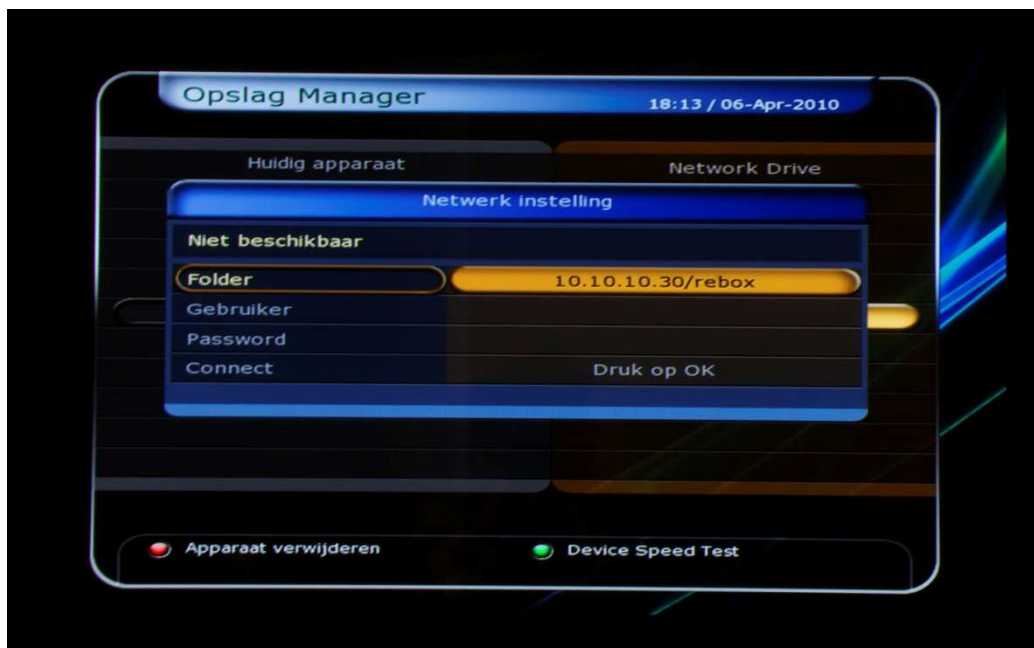 Opslag Manager
18:13 / 06-Apr-2010
Huidig apparaat
Network Drive
Netwerk instelling
Niet beschikbaar
Folder
10.10.10.30/rebox
Gebruiker
Password
Connect
Druk op OK
Apparaat verwijderen
Device Speed Test